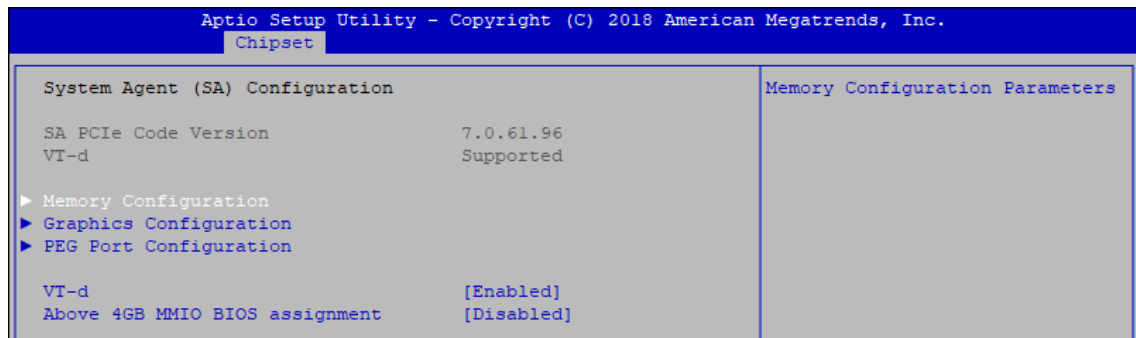 Aptio Setup Utility - Copyright (C) 2018 American Megatrends, Inc.
Chipset
System Agent (SA) Configuration
Memory Configuration Parameters
SA PCIe Code Version 7.0.61.96
VT-d Supported
► Memory Configuration
► Graphics Configuration
► PEG Port Configuration
VT-d [Enabled]
Above 4GB MMIO BIOS assignment [Disabled]